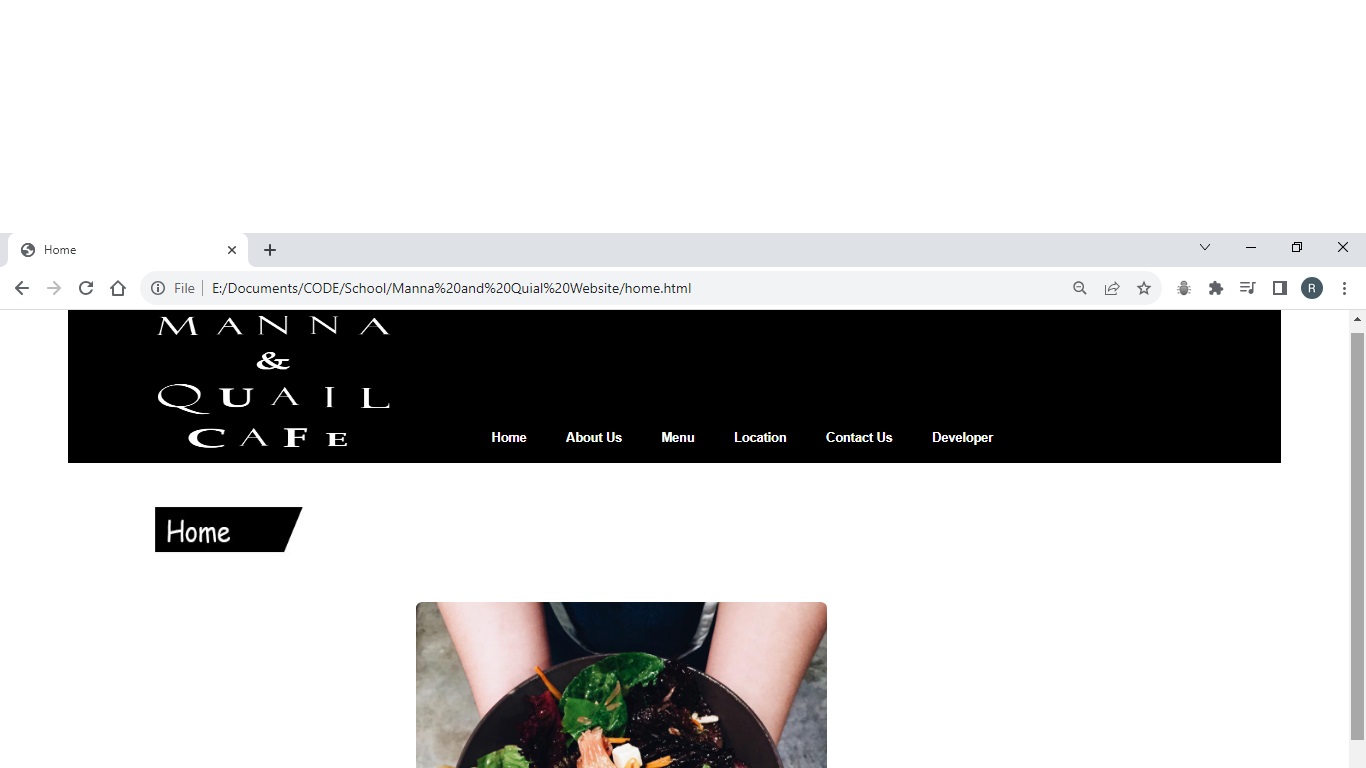 Home
File E:/Documents/CODE/School/Manna%20and%20Quial%20Website/home.html
R
MANNA
&
QUAIL
CAFE
Home About Us Menu Location Contact Us Developer
Home